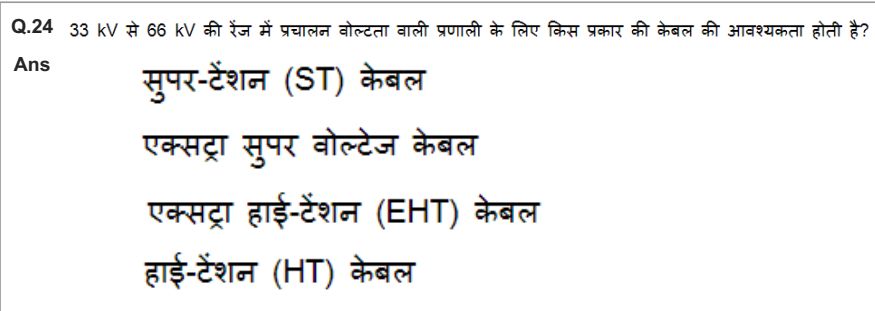 Q.24 33 kV से 66 kV की रेंज में प्रचालन वोल्टता वाली प्रणाली के लिए किस प्रकार की केबल की आवश्यकता होती है?
Ans
सुपर-टेंशन (ST) केबल
एक्सट्रा सुपर वोल्टेज केबल
एक्सट्रा हाई-टेंशन (EHT) केबल
हाई-टेंशन (HT) केबल